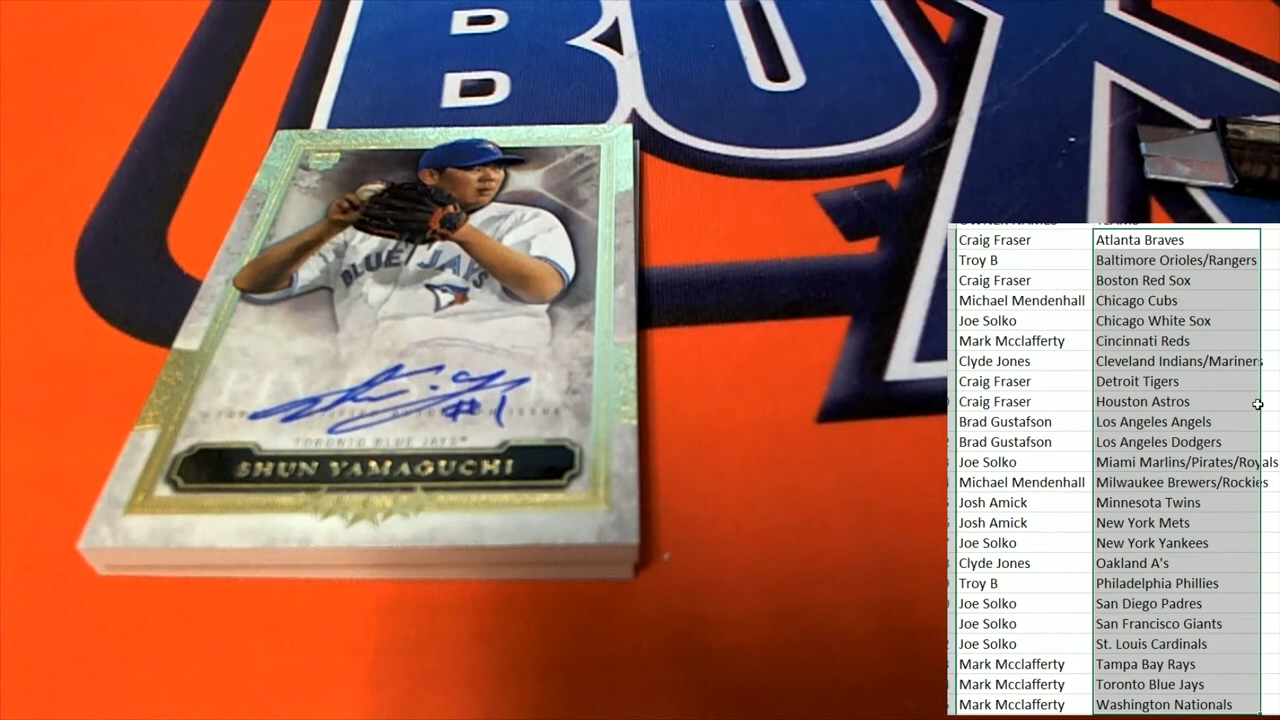 BOX
BLUE JAYS
#1
TORONTO BLUE JAYS
SHUN YAMAGUCHI
Craig Fraser Atlanta Braves
Troy B Baltimore Orioles/Rangers
Craig Fraser Boston Red Sox
Michael Mendenhall Chicago Cubs
Joe Solko Chicago White Sox
Mark Mcclafferty Cincinnati Reds
Clyde Jones Cleveland Indians/Mariners
Craig Fraser Detroit Tigers
Craig Fraser Houston Astros
Brad Gustafson Los Angeles Angels
Brad Gustafson Los Angeles Dodgers
Joe Solko Miami Marlins/Pirates/Royals
Michael Mendenhall Milwaukee Brewers/Rockies
Josh Amick Minnesota Twins
Josh Amick New York Mets
Joe Solko New York Yankees
Clyde Jones Oakland A's
Troy B Philadelphia Phillies
Joe Solko San Diego Padres
Joe Solko San Francisco Giants
Joe Solko St. Louis Cardinals
Mark Mcclafferty Tampa Bay Rays
Mark Mcclafferty Toronto Blue Jays
Mark Mcclafferty Washington Nationals